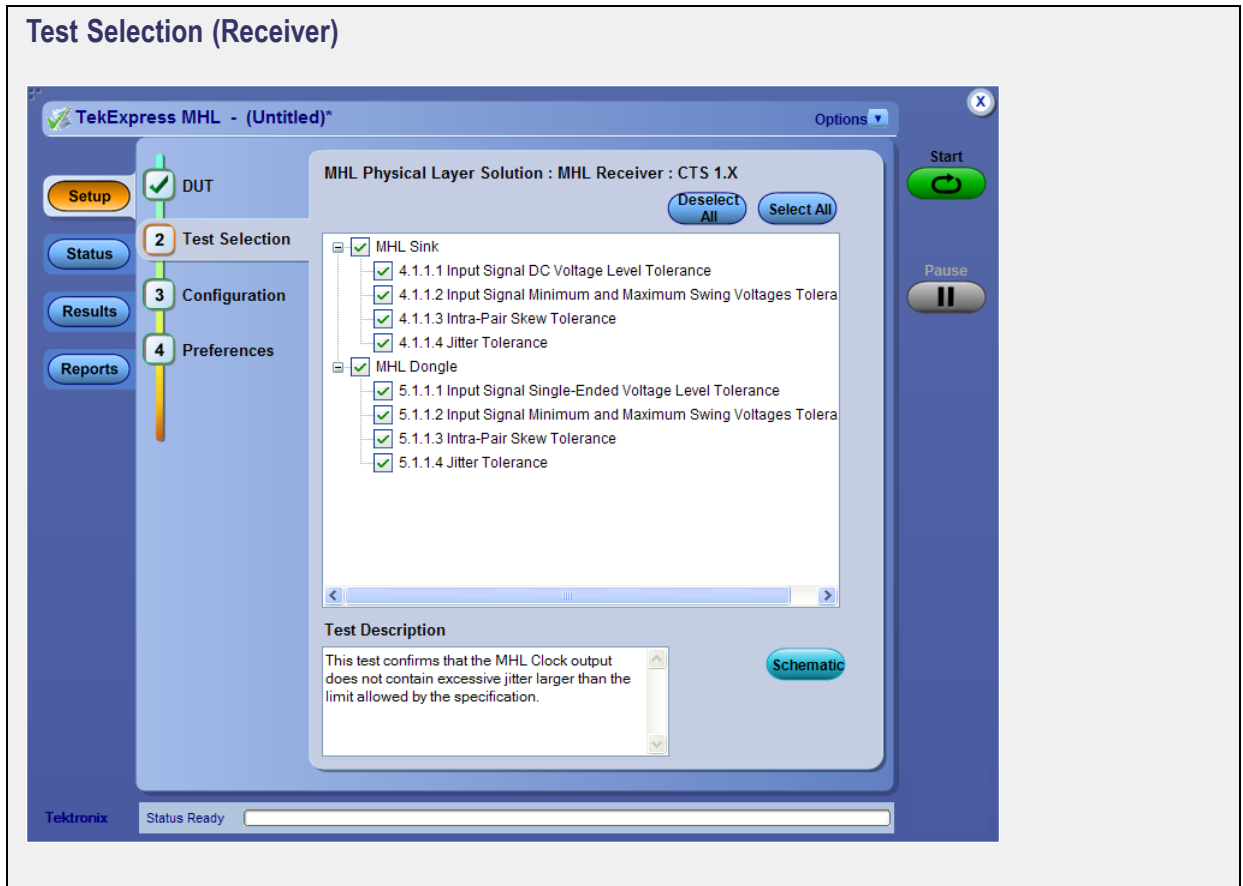 Test Selection (Receiver)
TekExpress MHL - (Untitled)*
Options
X
Start
Pause
Setup
Status
Results
Reports
DUT
2 Test Selection
3 Configuration
4 Preferences
MHL Physical Layer Solution : MHL Receiver : CTS 1.X
Deselect All
Select All
MHL Sink
4.1.1.1 Input Signal DC Voltage Level Tolerance
4.1.1.2 Input Signal Minimum and Maximum Swing Voltages Tolera
4.1.1.3 Intra-Pair Skew Tolerance
4.1.1.4 Jitter Tolerance
MHL Dongle
5.1.1.1 Input Signal Single-Ended Voltage Level Tolerance
5.1.1.2 Input Signal Minimum and Maximum Swing Voltages Tolera
5.1.1.3 Intra-Pair Skew Tolerance
5.1.1.4 Jitter Tolerance
Test Description
This test confirms that the MHL Clock output
does not contain excessive jitter larger than the
limit allowed by the specification.
Schematic
Tektronix
Status Ready